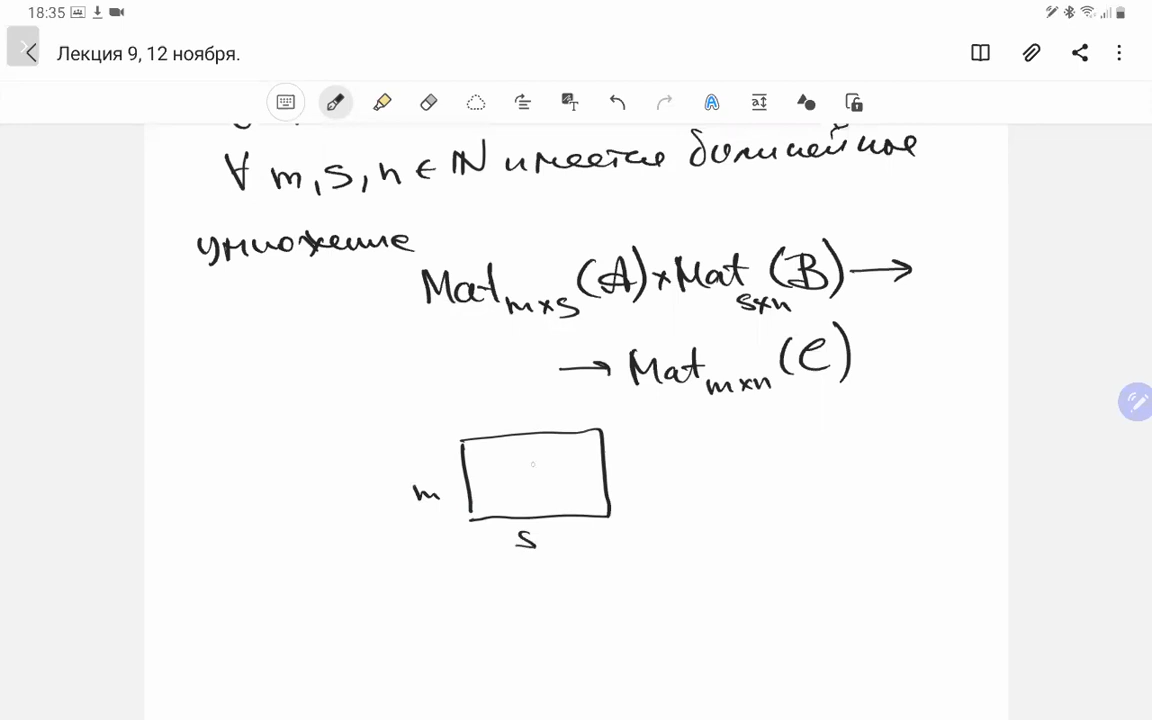 18:35
Лекция 9, 12 ноября.
∀ m, s, n ∈ ℕ имеется билинейное
умножение
Mat_{m×s} (A) × Mat_{s×n} (B) →
→ Mat_{m×n} (C)
m
s